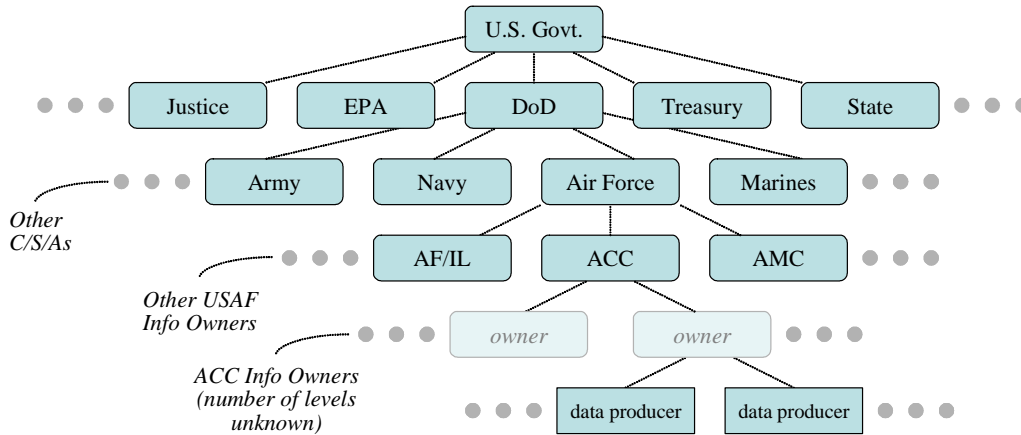 U.S. Govt.
Justice
EPA
DoD
Treasury
State
Army
Navy
Air Force
Marines
Other
C/S/As
AF/IL
ACC
AMC
Other USAF
Info Owners
owner
owner
ACC Info Owners
(number of levels
unknown)
data producer
data producer